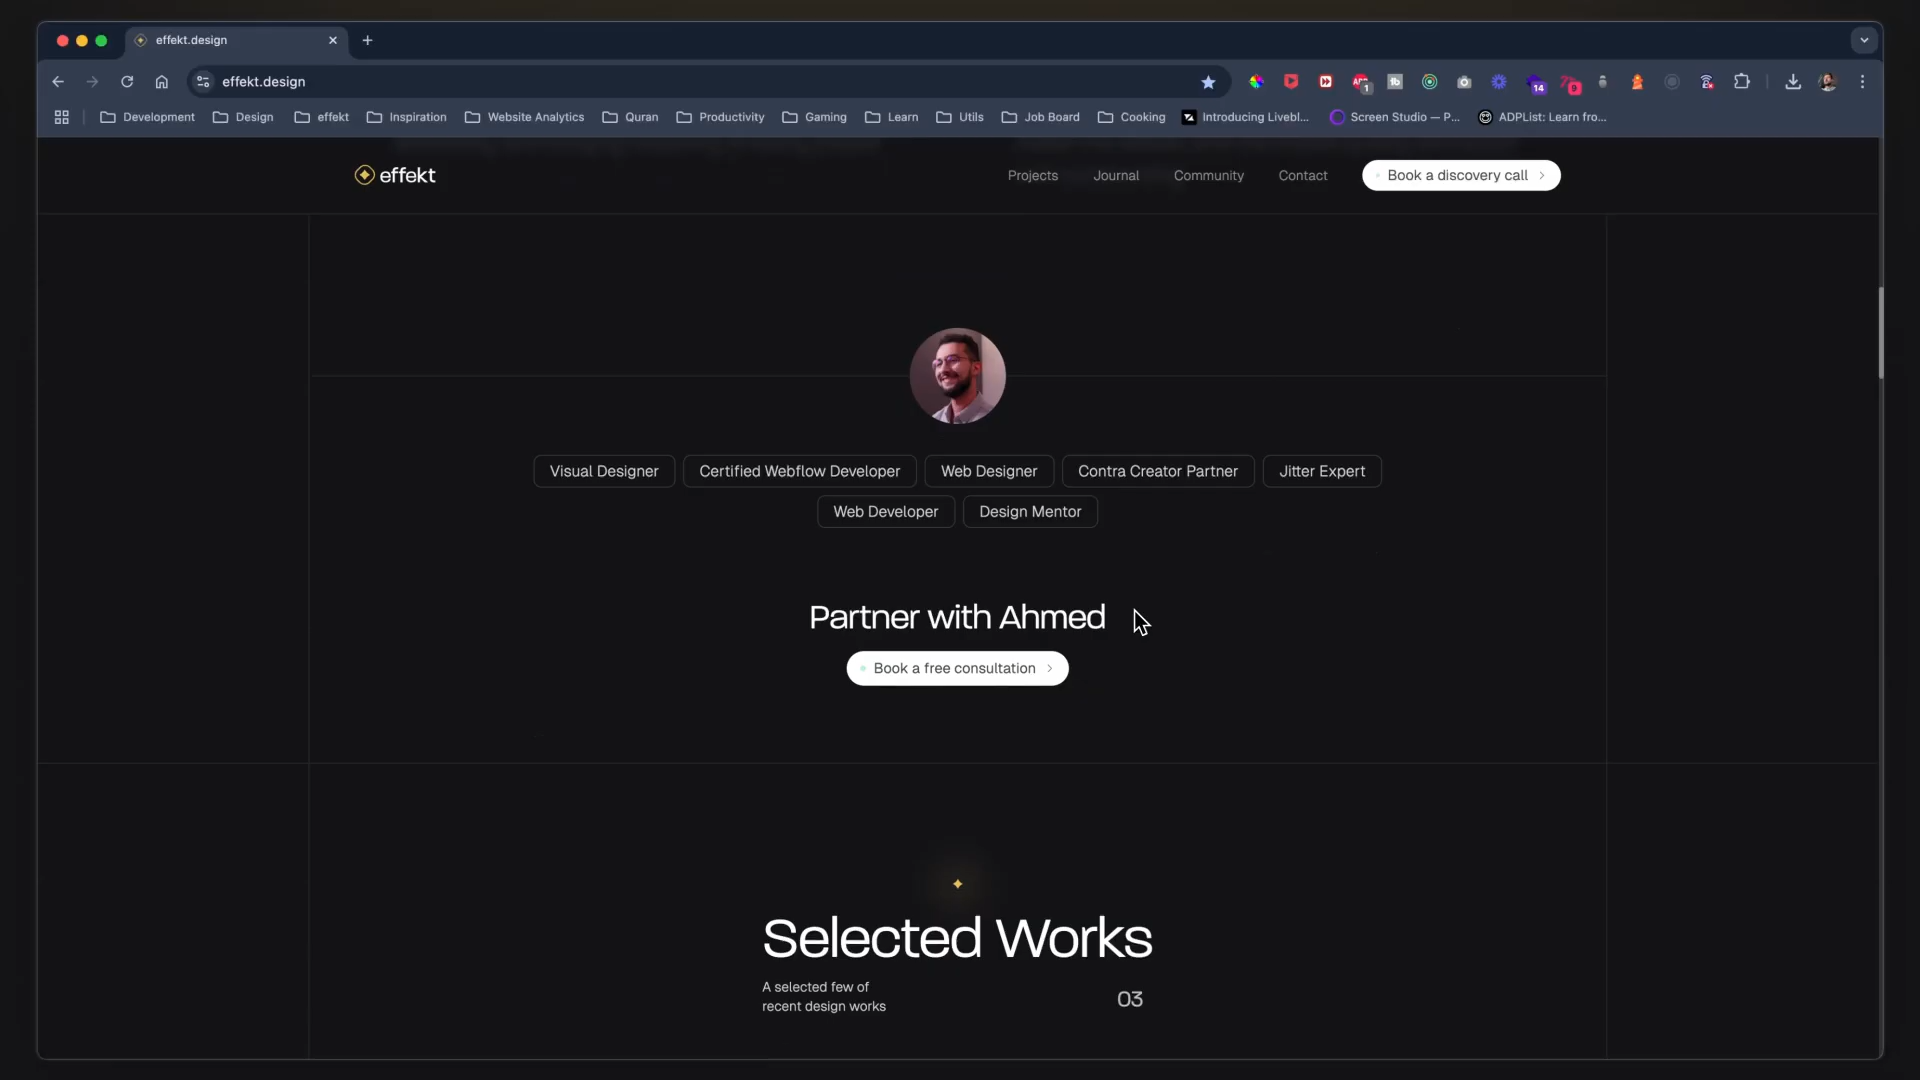 effekt.design
effekt.design
1
14
9
Development
Design
effekt
Inspiration
Website Analytics
Quran
Productivity
Gaming
Learn
Utils
Job Board
Cooking
Introducing Livebl...
Screen Studio — P...
ADPList: Learn fro...
effekt
Projects
Journal
Community
Contact
Book a discovery call
Visual Designer
Certified Webflow Developer
Web Designer
Contra Creator Partner
Jitter Expert
Web Developer
Design Mentor
Partner with Ahmed
Book a free consultation
Selected Works
A selected few of
recent design works
03